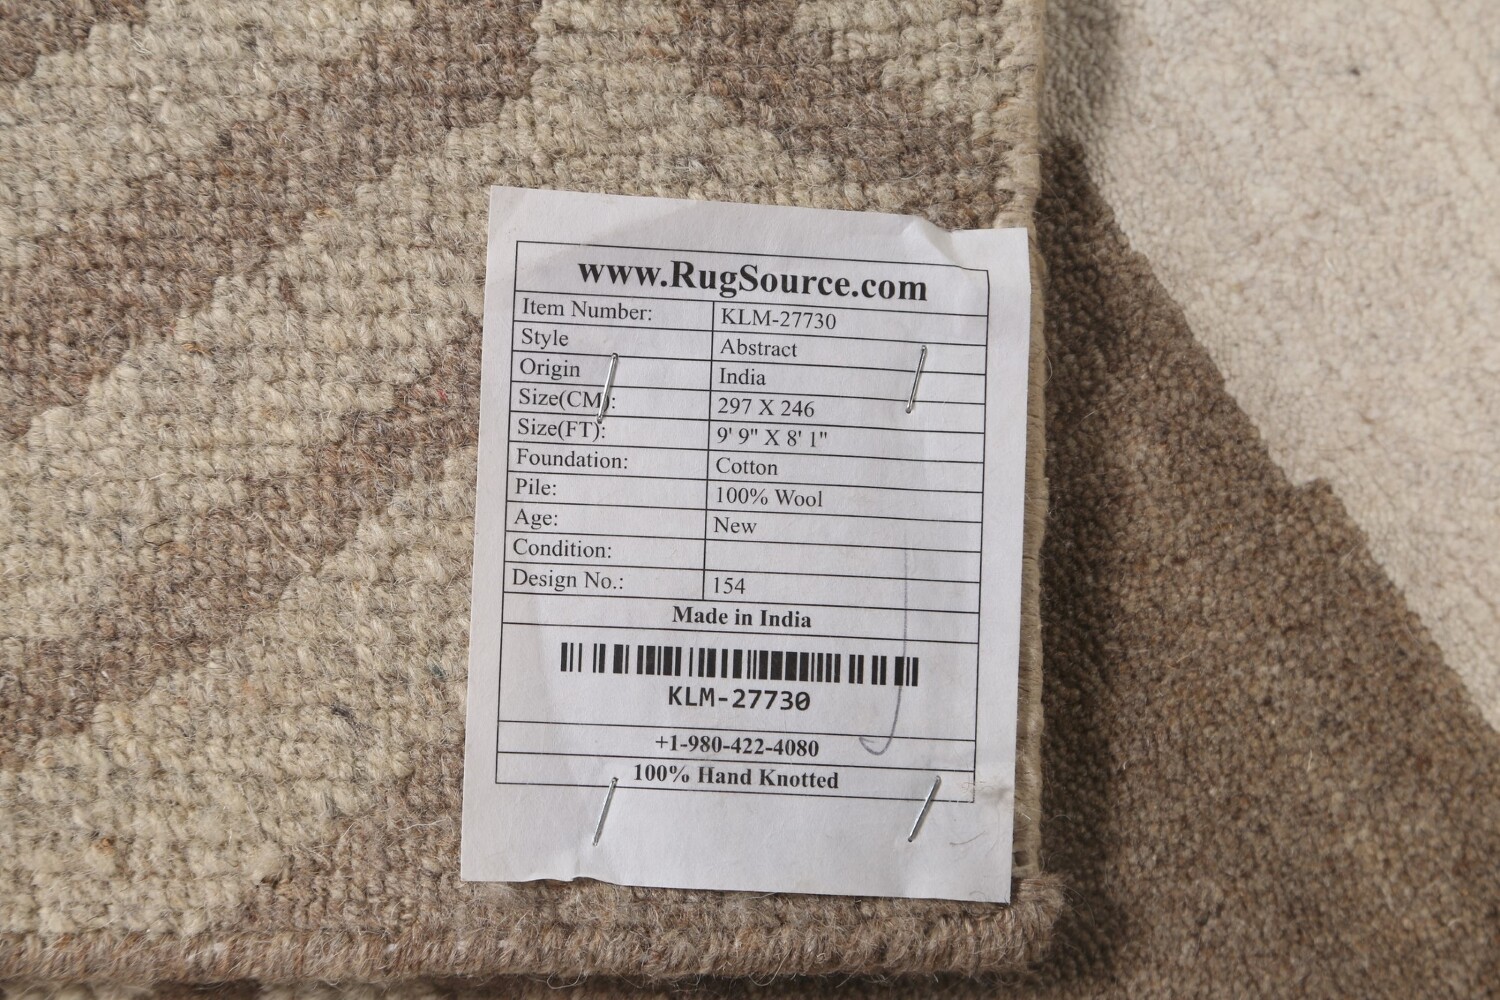 www.RugSource.com
Item Number: KLM-27730
Style Abstract
Origin India
Size(CM): 297 X 246
Size(FT): 9' 9" X 8' 1"
Foundation: Cotton
Pile: 100% Wool
Age: New
Condition:
Design No.: 154
Made in India
KLM-27730
+1-980-422-4080
100% Hand Knotted